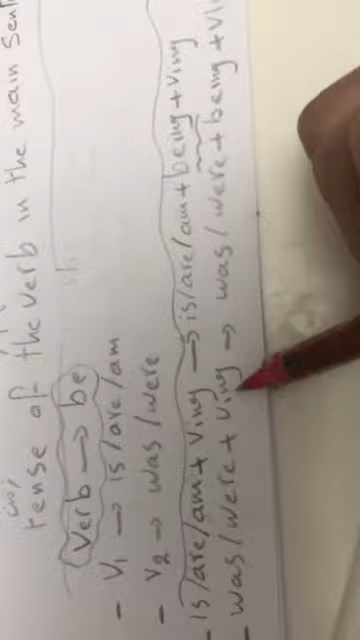 tense of the verb in the main Sen
Verb → be
- V1 → is/are/am
- V2 → was/were
- is/are/am + Ving → is/are/am + being + Ving
- was/were + Ving → was/were + being + VI